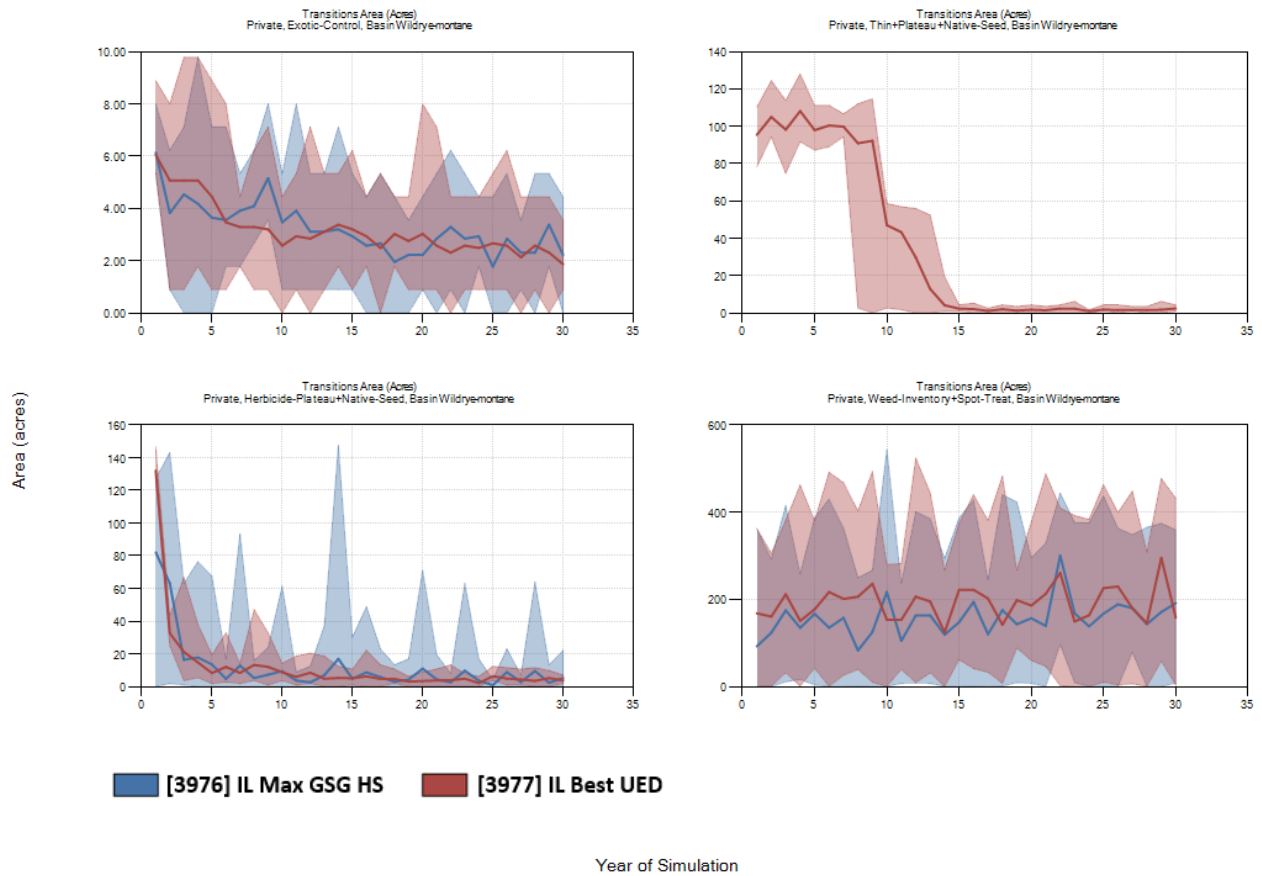 Transitions Area (Acres)
Private, Exotic-Control, Basin Wildrye-montane
10.00
8.00
6.00
4.00
2.00
0.00
0 5 10 15 20 25 30 35
Transitions Area (Acres)
Private, Thin+Plateau+Native-Seed, Basin Wildrye-montane
140
120
100
80
60
40
20
0
0 5 10 15 20 25 30 35
Area (acres)
Transitions Area (Acres)
Private, Herbicide-Plateau+Native-Seed, Basin Wildrye-montane
160
140
120
100
80
60
40
20
0
0 5 10 15 20 25 30 35
Transitions Area (Acres)
Private, Weed-Inventory+Spot-Treat, Basin Wildrye-montane
600
400
200
0
0 5 10 15 20 25 30 35
[3976] IL Max GSG HS [3977] IL Best UED
Year of Simulation